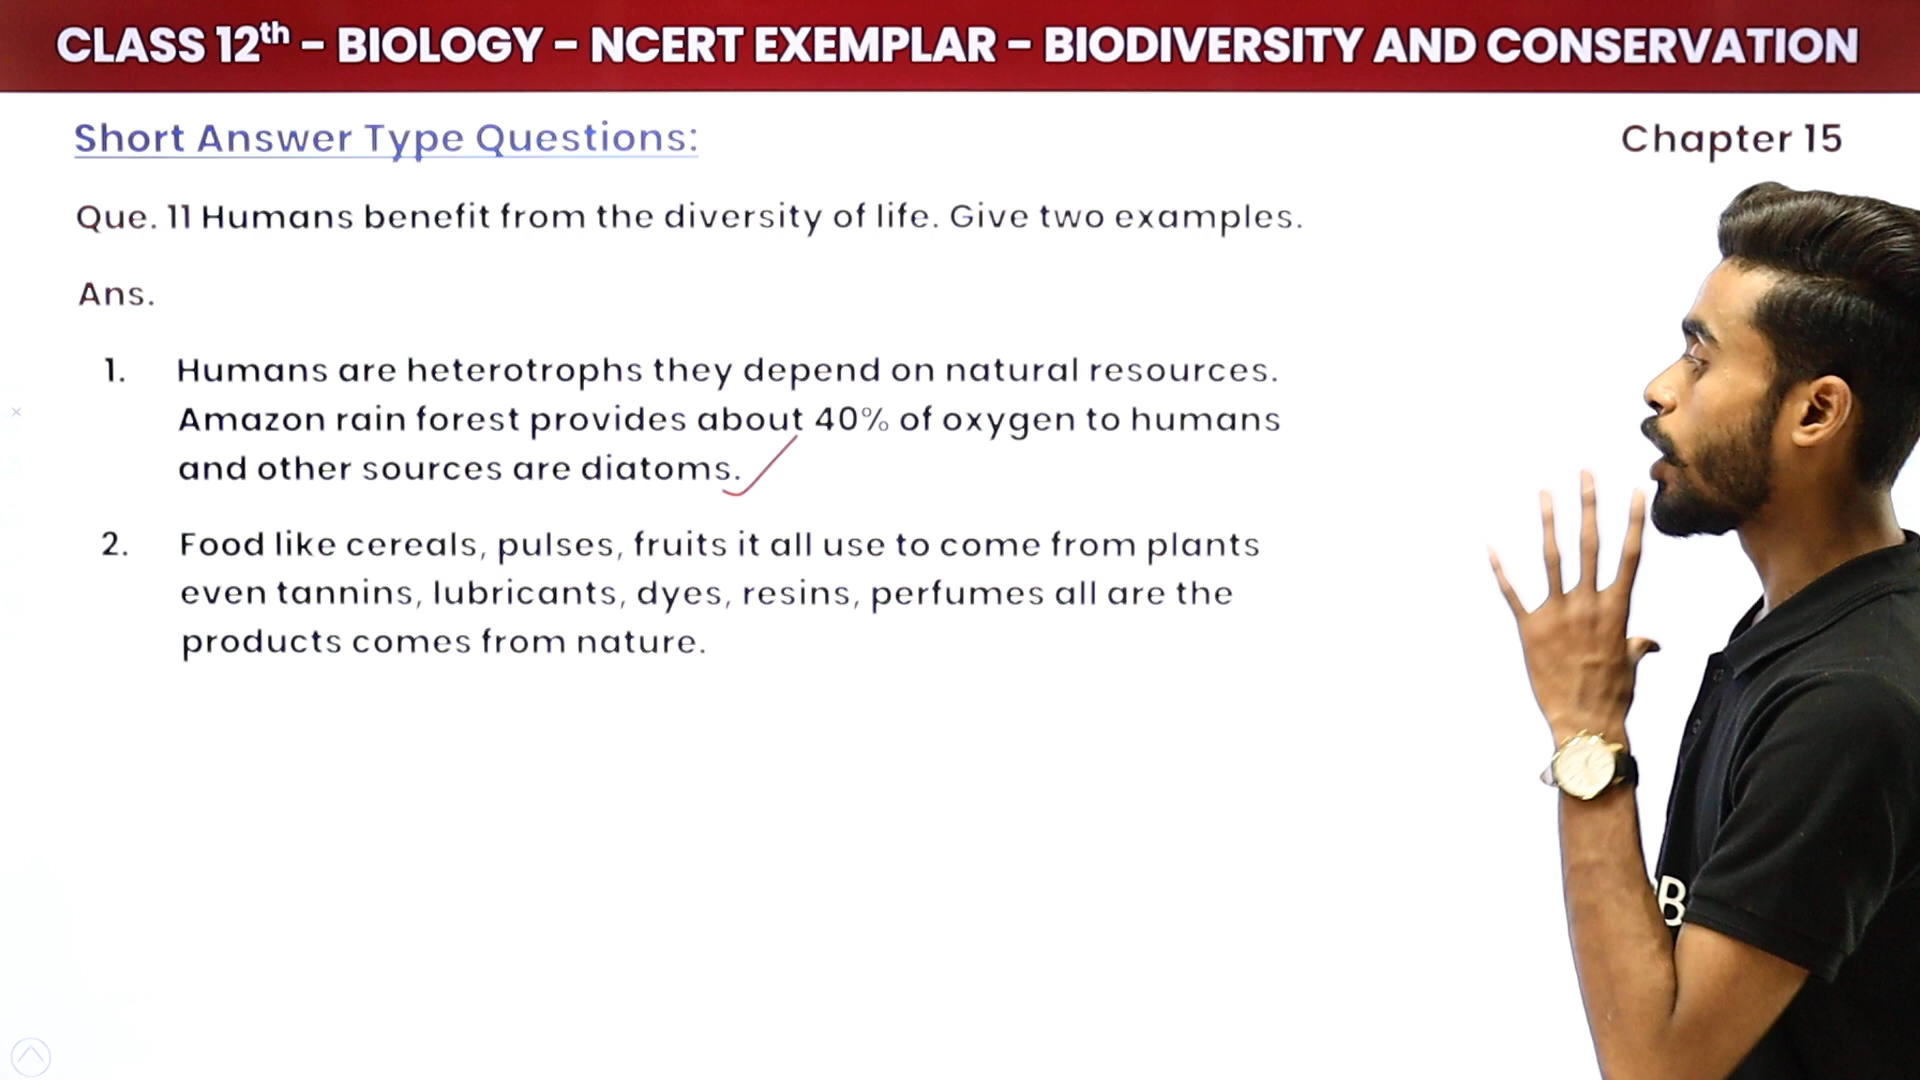 CLASS 12th – BIOLOGY – NCERT EXEMPLAR – BIODIVERSITY AND CONSERVATION
Short Answer Type Questions:
Chapter 15
Que. 11 Humans benefit from the diversity of life. Give two examples.
Ans.
1. Humans are heterotrophs they depend on natural resources.
Amazon rain forest provides about 40% of oxygen to humans
and other sources are diatoms.
2. Food like cereals, pulses, fruits it all use to come from plants
even tannins, lubricants, dyes, resins, perfumes all are the
products comes from nature.
B